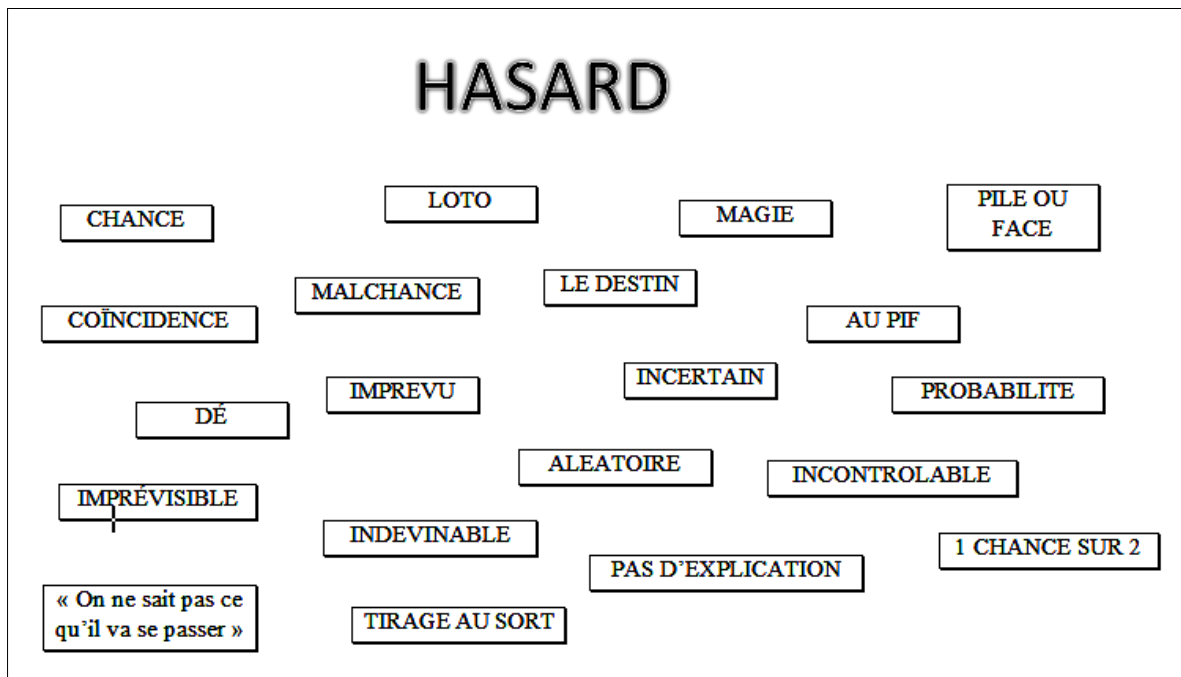 HASARD
CHANCE
LOTO
MAGIE
PILE OU
FACE
COÏNCIDENCE
MALCHANCE
LE DESTIN
AU PIF
DÉ
IMPREVU
INCERTAIN
PROBABILITE
IMPRÉVISIBLE
ALEATOIRE
INCONTROLABLE
INDEVINABLE
PAS D’EXPLICATION
1 CHANCE SUR 2
« On ne sait pas ce
qu’il va se passer »
TIRAGE AU SORT